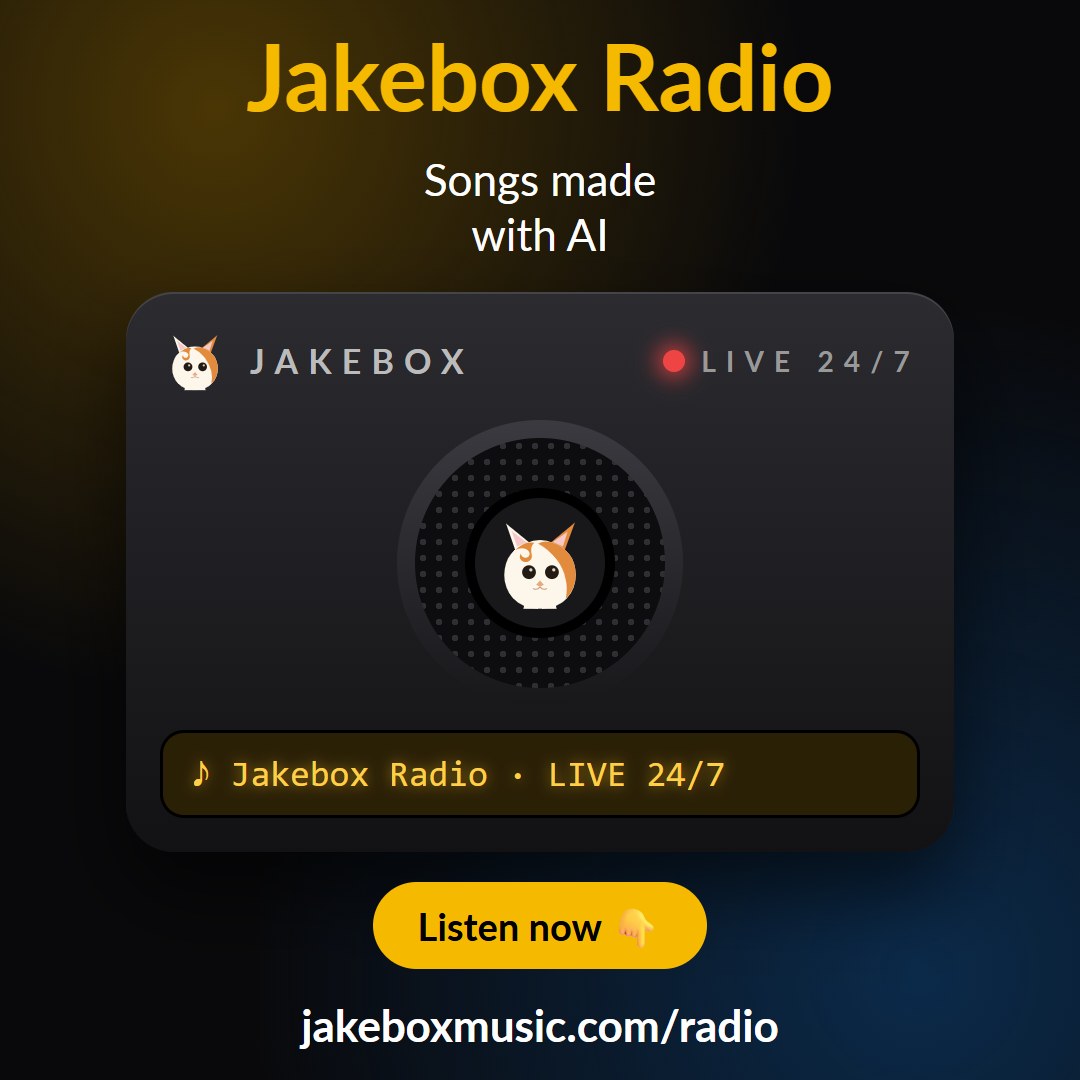 Jakebox Radio
Songs made
with AI
JAKEBOX
LIVE 24/7
♪ Jakebox Radio · LIVE 24/7
Listen now 👇
jakeboxmusic.com/radio